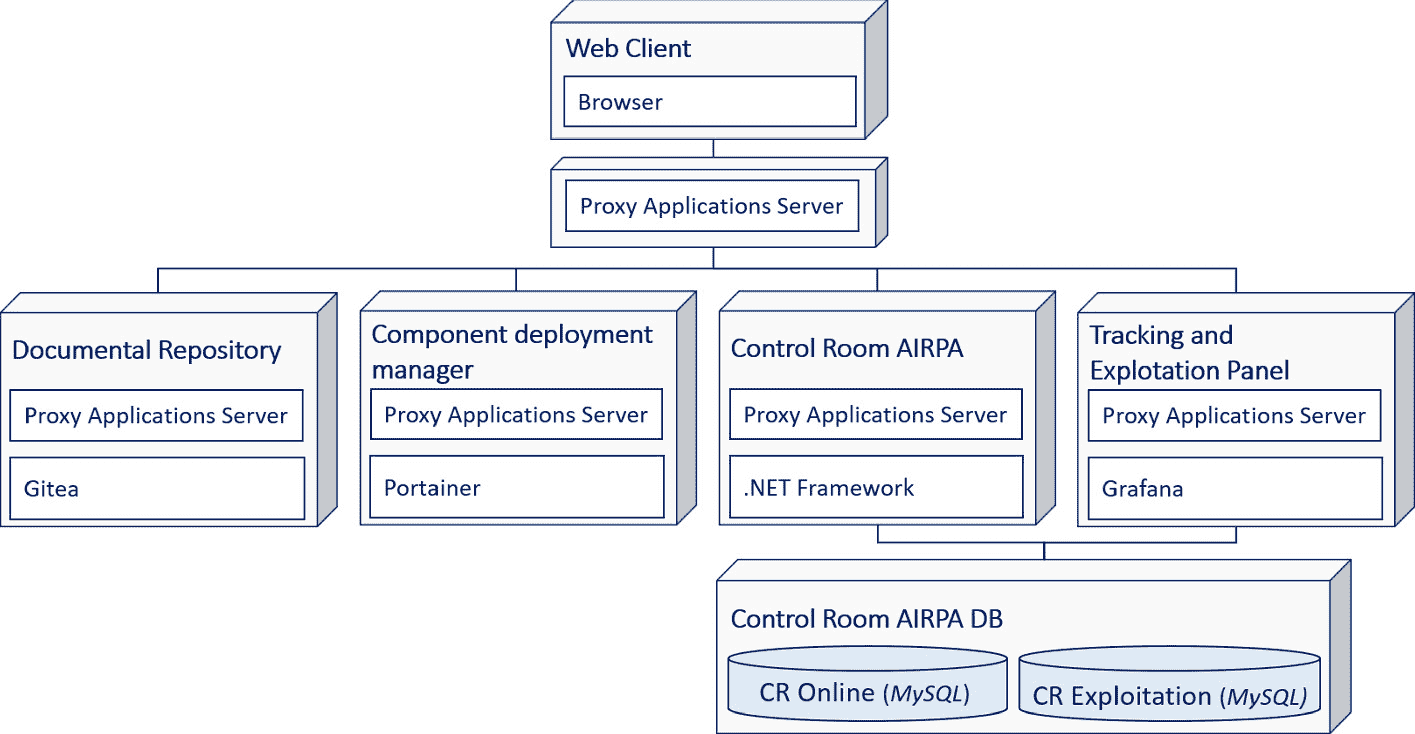 Web Client
Browser
Proxy Applications Server
Documental Repository
Proxy Applications Server
Gitea
Component deployment
manager
Proxy Applications Server
Portainer
Control Room AIRPA
Proxy Applications Server
.NET Framework
Tracking and
Explotation Panel
Proxy Applications Server
Grafana
Control Room AIRPA DB
CR Online (MySQL)
CR Exploitation (MySQL)